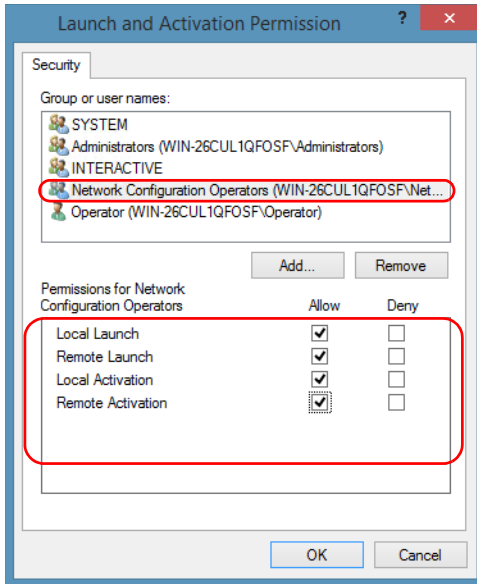 Launch and Activation Permission ? ×
Security
Group or user names:
SYSTEM
Administrators (WIN-26CUL1QFOSF\Administrators)
INTERACTIVE
Network Configuration Operators (WIN-26CUL1QFOSF\Net...
Operator (WIN-26CUL1QFOSF\Operator)
Add... Remove
Permissions for Network
Configuration Operators Allow Deny
Local Launch
Remote Launch
Local Activation
Remote Activation
OK Cancel